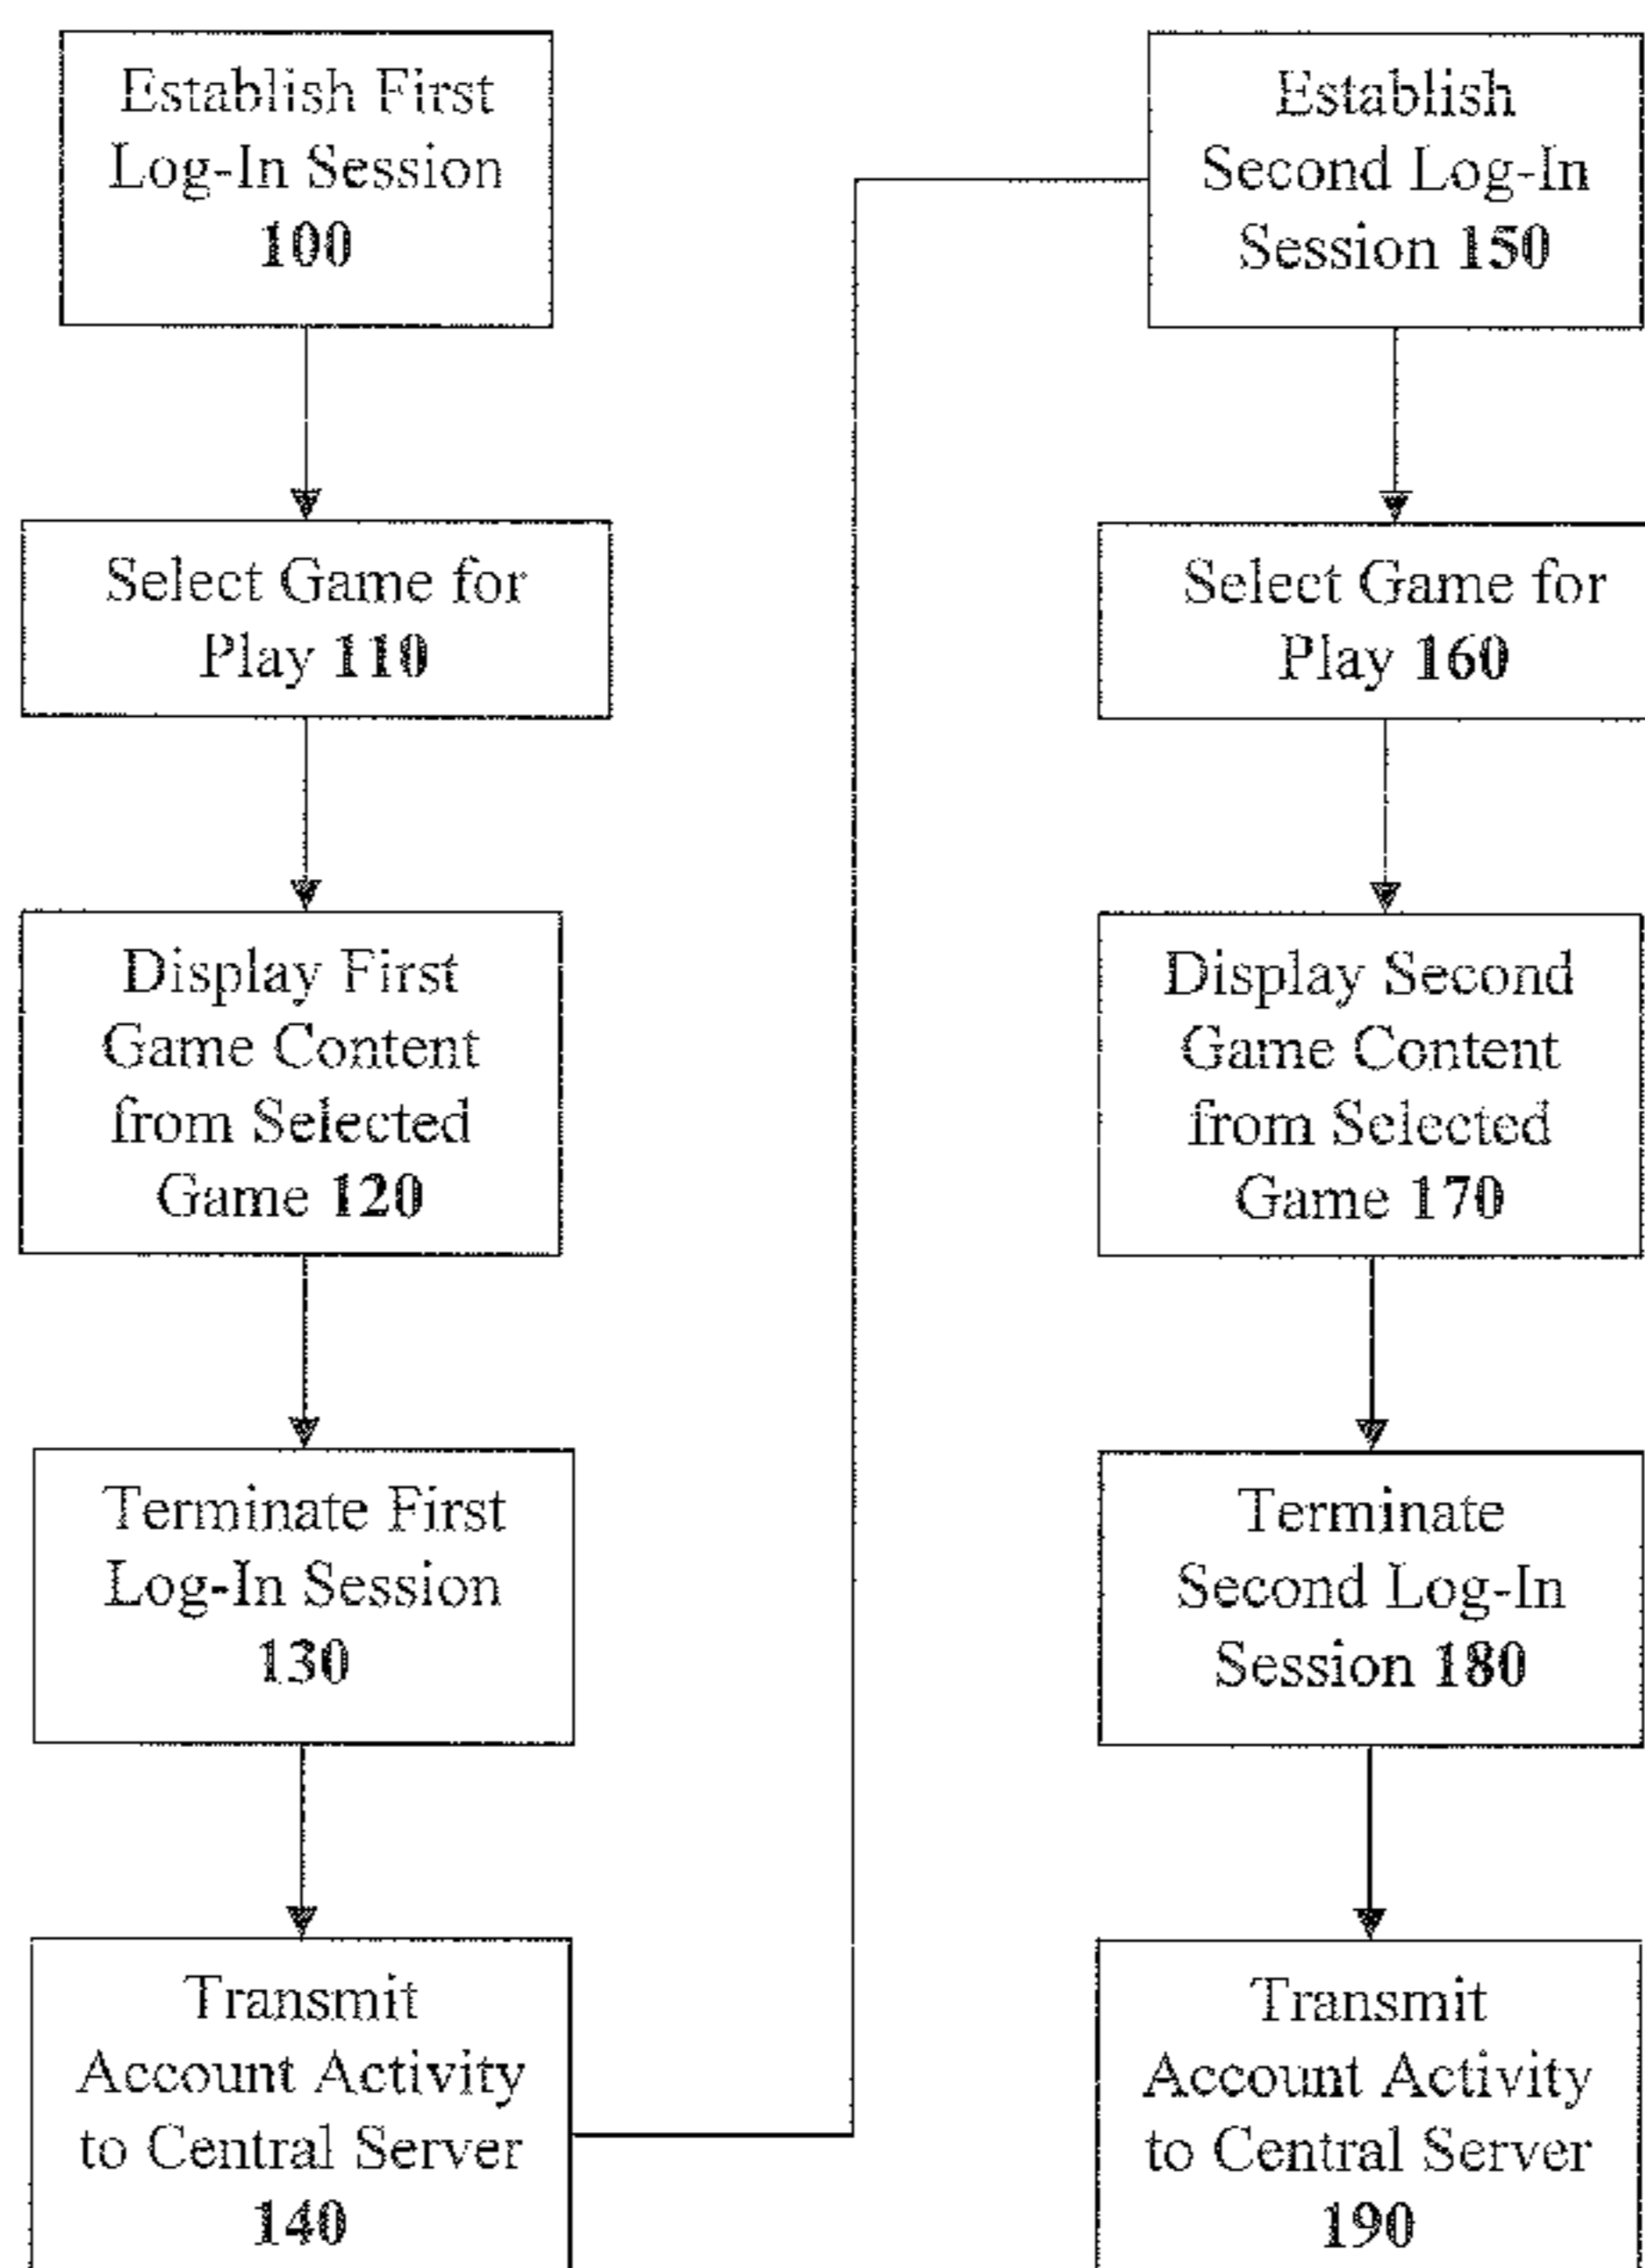 Establish First
Log-In Session
100
Select Game for
Play 110
Display First
Game Content
from Selected
Game 120
Terminate First
Log-In Session
130
Transmit
Account Activity
to Central Server
140
Establish
Second Log-In
Session 150
Select Game for
Play 160
Display Second
Game Content
from Selected
Game 170
Terminate
Second Log-In
Session 180
Transmit
Account Activity
to Central Server
190